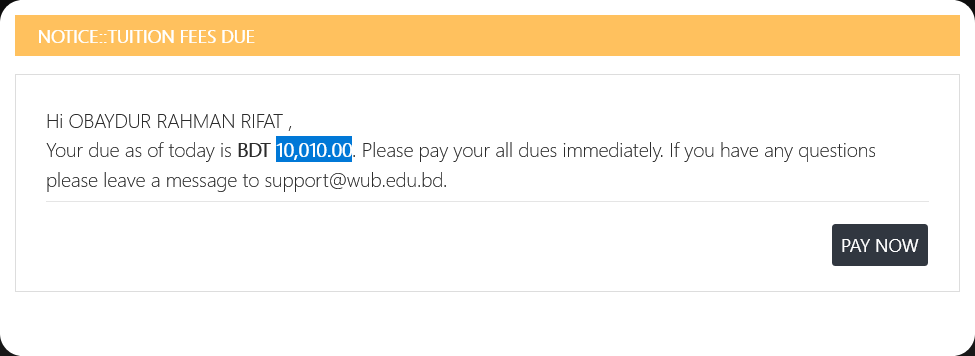 NOTICE::TUITION FEES DUE
Hi OBAYDUR RAHMAN RIFAT ,
Your due as of today is BDT 10,010.00. Please pay your all dues immediately. If you have any questions
please leave a message to support@wub.edu.bd.
PAY NOW